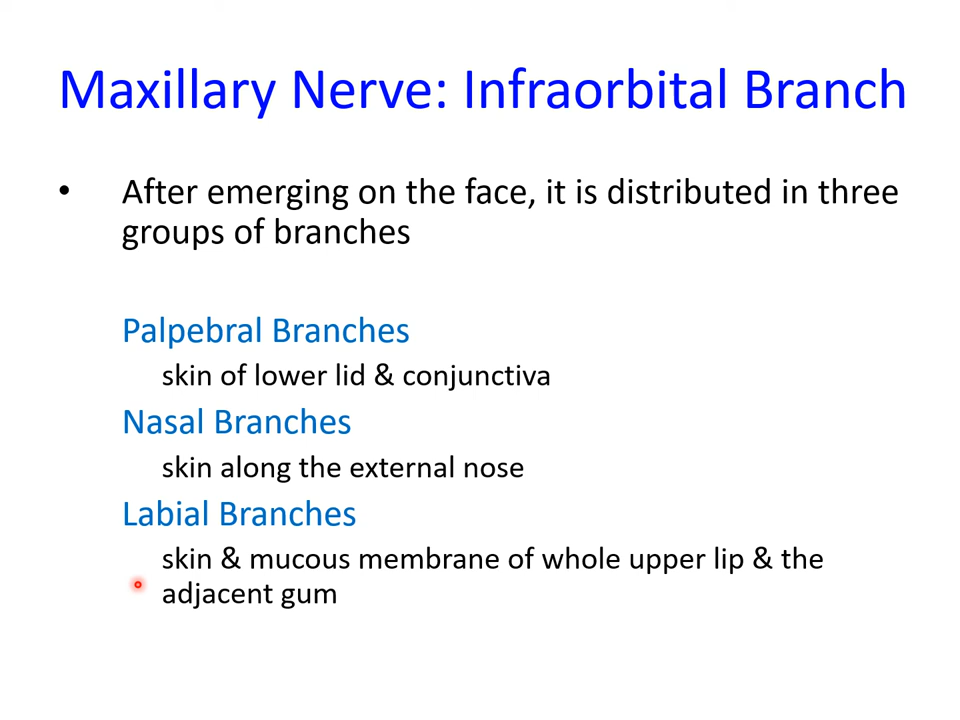 Maxillary Nerve: Infraorbital Branch
• After emerging on the face, it is distributed in three
groups of branches
Palpebral Branches
skin of lower lid & conjunctiva
Nasal Branches
skin along the external nose
Labial Branches
skin & mucous membrane of whole upper lip & the
adjacent gum